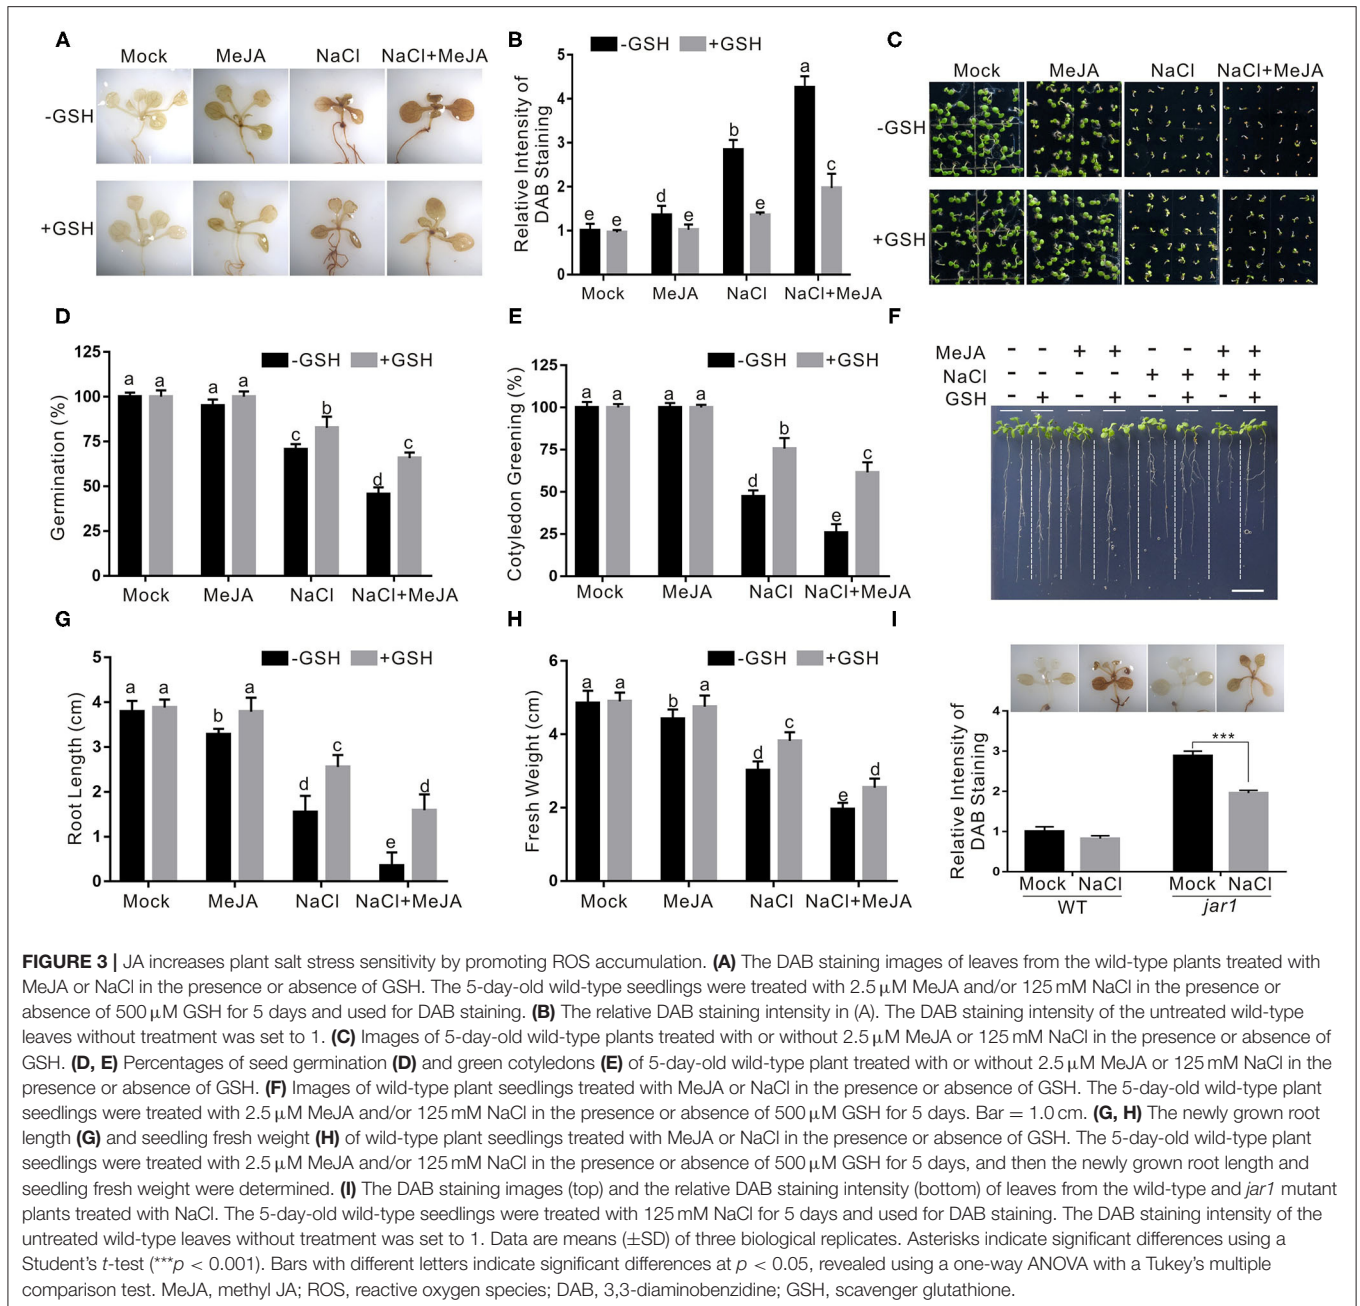 A
Mock MeJA NaCl NaCl+MeJA
-GSH
+GSH
B
-GSH +GSH
Relative Intensity of
DAB Staining
5
4
3
2
1
0
e e d e b e a c
Mock MeJA NaCl NaCl+MeJA
C
Mock MeJA NaCl NaCl+MeJA
-GSH
+GSH
D
-GSH +GSH
Germination (%)
125
100
75
50
25
0
a a a a c b d c
Mock MeJA NaCl NaCl+MeJA
E
-GSH +GSH
Cotyledon Greening (%)
125
100
75
50
25
0
a a a a d b e c
Mock MeJA NaCl NaCl+MeJA
F
MeJA - - + + - - + +
NaCl - - - - + + + +
GSH - + - + - + - +
G
-GSH +GSH
Root Length (cm)
5
4
3
2
1
0
a a b a d c e d
Mock MeJA NaCl NaCl+MeJA
H
-GSH +GSH
Fresh Weight (cm)
6
4
2
0
a a b a d c e d
Mock MeJA NaCl NaCl+MeJA
I
Relative Intensity of
DAB Staining
4
3
2
1
0
***
Mock NaCl Mock NaCl
WT jar1
FIGURE 3 | JA increases plant salt stress sensitivity by promoting ROS accumulation. (A) The DAB staining images of leaves from the wild-type plants treated with
MeJA or NaCl in the presence or absence of GSH. The 5-day-old wild-type seedlings were treated with 2.5 μM MeJA and/or 125 mM NaCl in the presence or
absence of 500 μM GSH for 5 days and used for DAB staining. (B) The relative DAB staining intensity in (A). The DAB staining intensity of the untreated wild-type
leaves without treatment was set to 1. (C) Images of 5-day-old wild-type plants treated with or without 2.5 μM MeJA or 125 mM NaCl in the presence or absence of
GSH. (D, E) Percentages of seed germination (D) and green cotyledons (E) of 5-day-old wild-type plant treated with or without 2.5 μM MeJA or 125 mM NaCl in the
presence or absence of GSH. (F) Images of wild-type plant seedlings treated with MeJA or NaCl in the presence or absence of GSH. The 5-day-old wild-type plant
seedlings were treated with 2.5 μM MeJA and/or 125 mM NaCl in the presence or absence of 500 μM GSH for 5 days. Bar = 1.0 cm. (G, H) The newly grown root
length (G) and seedling fresh weight (H) of wild-type plant seedlings treated with MeJA or NaCl in the presence or absence of GSH. The 5-day-old wild-type plant
seedlings were treated with 2.5 μM MeJA and/or 125 mM NaCl in the presence or absence of 500 μM GSH for 5 days, and then the newly grown root length and
seedling fresh weight were determined. (I) The DAB staining images (top) and the relative DAB staining intensity (bottom) of leaves from the wild-type and jar1 mutant
plants treated with NaCl. The 5-day-old wild-type seedlings were treated with 125 mM NaCl for 5 days and used for DAB staining. The DAB staining intensity of the
untreated wild-type leaves without treatment was set to 1. Data are means (±SD) of three biological replicates. Asterisks indicate significant differences using a
Student's t-test (***p < 0.001). Bars with different letters indicate significant differences at p < 0.05, revealed using a one-way ANOVA with a Tukey's multiple
comparison test. MeJA, methyl JA; ROS, reactive oxygen species; DAB, 3,3-diaminobenzidine; GSH, scavenger glutathione.